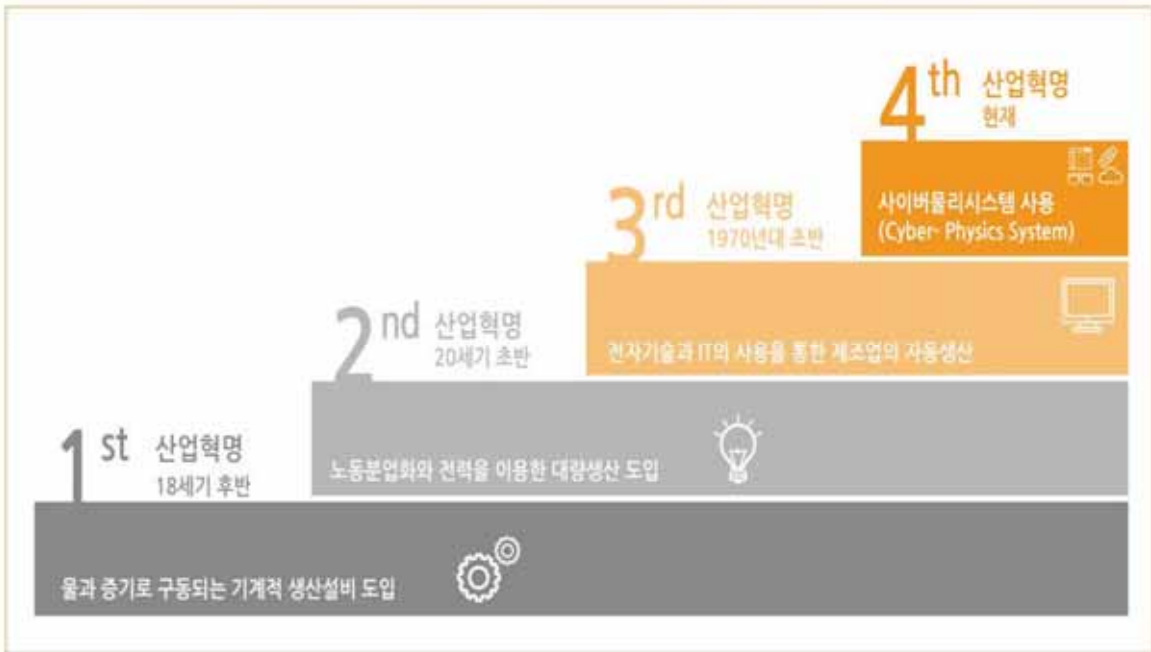 4th 산업혁명
현재
사이버물리시스템 사용
(Cyber- Physics System)
3rd 산업혁명
1970년대 초반
전자기술과 IT의 사용을 통한 제조업의 자동생산
2nd 산업혁명
20세기 초반
노동분업화와 전력을 이용한 대량생산 도입
1st 산업혁명
18세기 후반
물과 증기로 구동되는 기계적 생산설비 도입